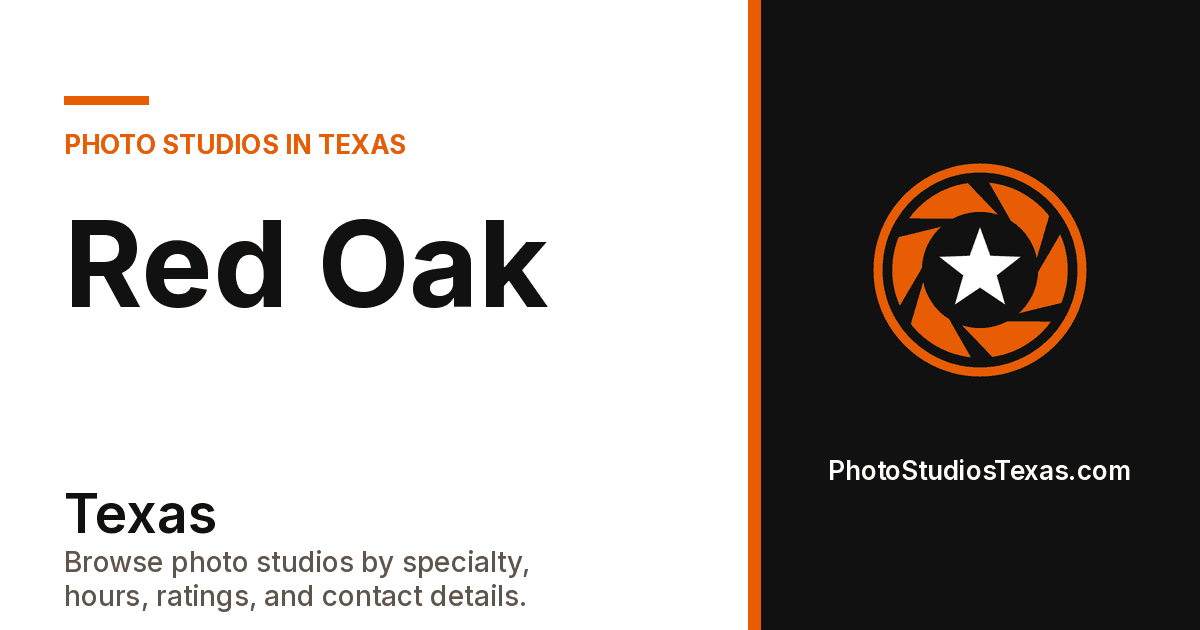 PHOTO STUDIOS IN TEXAS
Red Oak
Texas
Browse photo studios by specialty,
hours, ratings, and contact details.
PhotoStudiosTexas.com